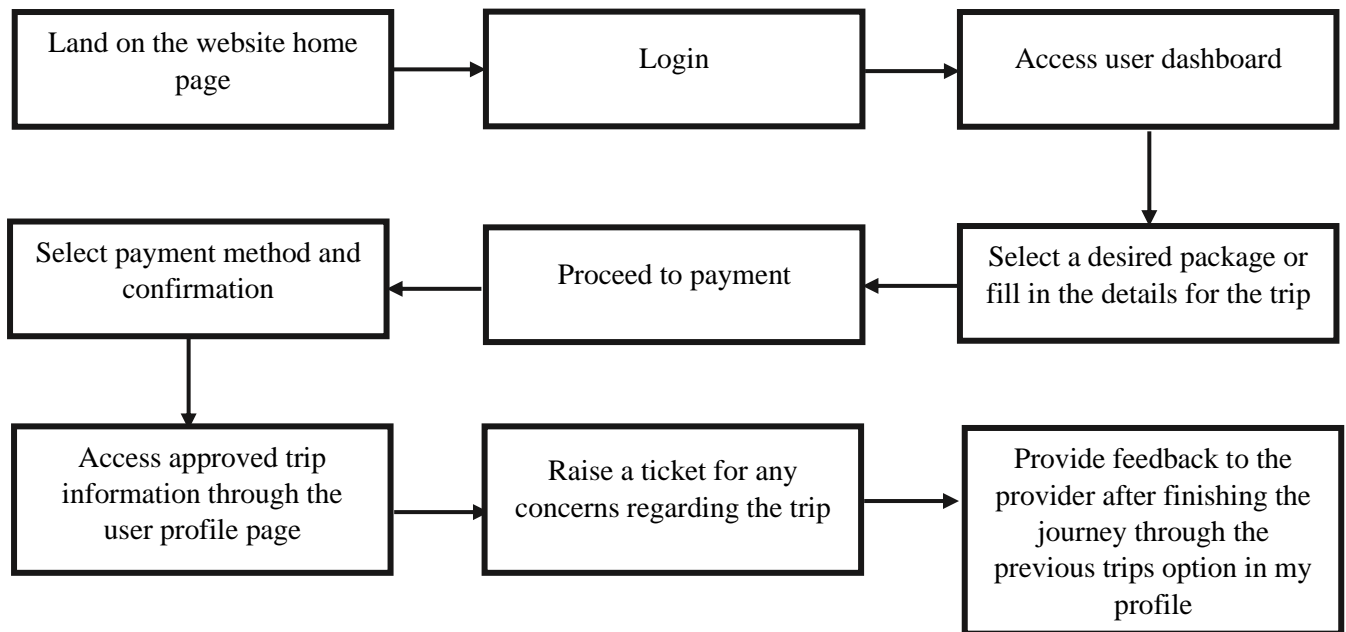 Land on the website home
page
Login
Access user dashboard
Select payment method and
confirmation
Proceed to payment
Select a desired package or
fill in the details for the trip
Access approved trip
information through the
user profile page
Raise a ticket for any
concerns regarding the trip
Provide feedback to the
provider after finishing the
journey through the
previous trips option in my
profile